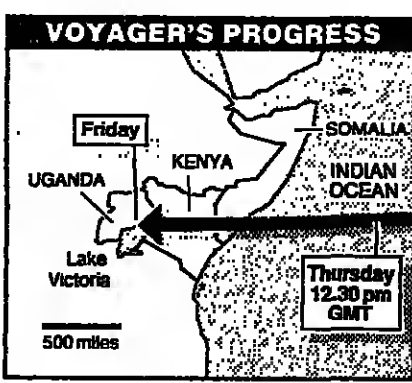 VOYAGER'S PROGRESS
Friday
SOMALIA
KENYA
UGANDA
INDIAN
OCEAN
Lake
Victoria
Thursday
12.30 pm
GMT
500 miles